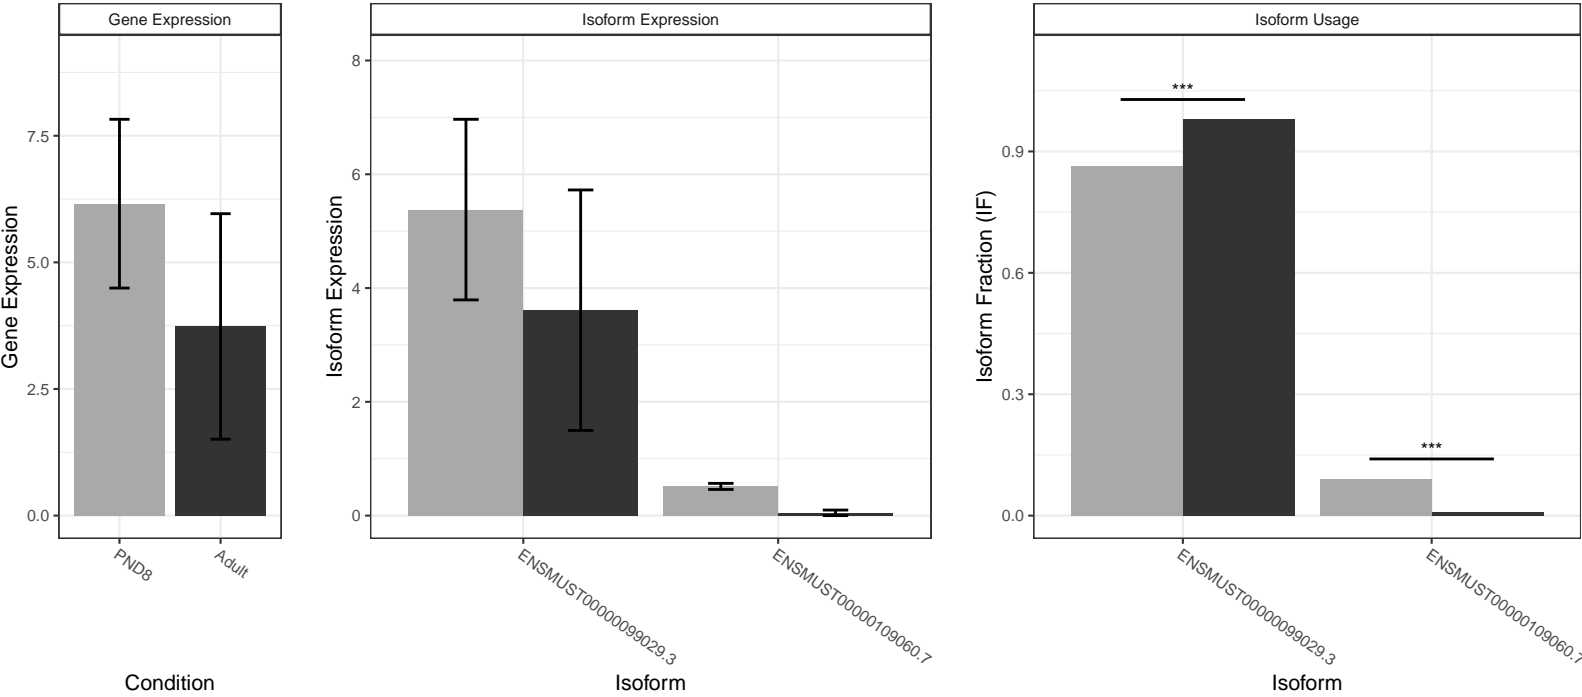 Gene Expression
Gene Expression
7.5
5.0
2.5
0.0
PND8
Adult
Condition
Isoform Expression
Isoform Expression
8
6
4
2
0
ENSMUST00000099029.3
ENSMUST00000109060.7
Isoform
Isoform Usage
Isoform Fraction (IF)
0.9
0.6
0.3
0.0
***
***
ENSMUST00000099029.3
ENSMUST00000109060.7
Isoform